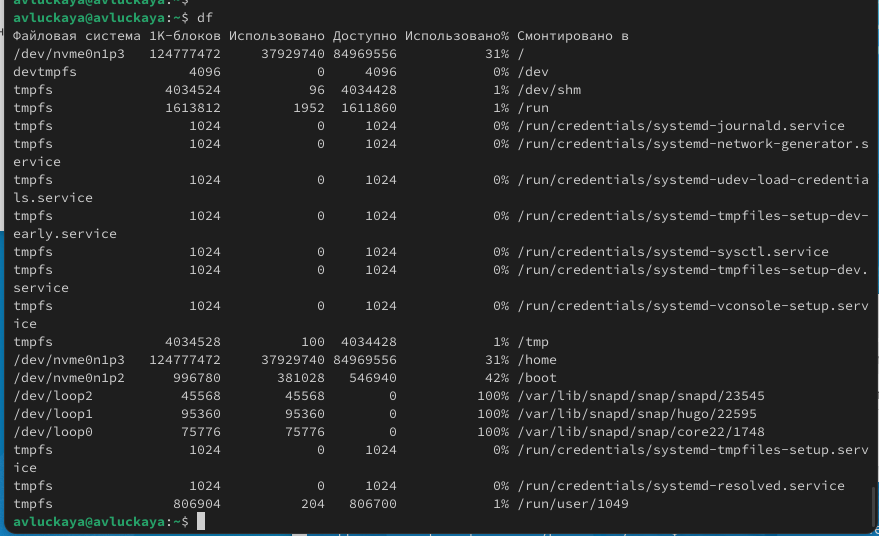 avluckaya@avluckaya:~$
avluckaya@avluckaya:~$ df
Файловая система 1K-блоков Использовано Доступно Использовано% Смонтировано в
/dev/nvme0n1p3 124777472 37929740 84969556 31% /
devtmpfs 4096 0 4096 0% /dev
tmpfs 4034524 96 4034428 1% /dev/shm
tmpfs 1613812 1952 1611860 1% /run
tmpfs 1024 0 1024 0% /run/credentials/systemd-journald.service
tmpfs 1024 0 1024 0% /run/credentials/systemd-network-generator.s
ervice
tmpfs 1024 0 1024 0% /run/credentials/systemd-udev-load-credentia
ls.service
tmpfs 1024 0 1024 0% /run/credentials/systemd-tmpfiles-setup-dev-
early.service
tmpfs 1024 0 1024 0% /run/credentials/systemd-sysctl.service
tmpfs 1024 0 1024 0% /run/credentials/systemd-tmpfiles-setup-dev.
service
tmpfs 1024 0 1024 0% /run/credentials/systemd-vconsole-setup.serv
ice
tmpfs 4034528 100 4034428 1% /tmp
/dev/nvme0n1p3 124777472 37929740 84969556 31% /home
/dev/nvme0n1p2 996780 381028 546940 42% /boot
/dev/loop2 45568 45568 0 100% /var/lib/snapd/snap/snapd/23545
/dev/loop1 95360 95360 0 100% /var/lib/snapd/snap/hugo/22595
/dev/loop0 75776 75776 0 100% /var/lib/snapd/snap/core22/1748
tmpfs 1024 0 1024 0% /run/credentials/systemd-tmpfiles-setup.serv
ice
tmpfs 1024 0 1024 0% /run/credentials/systemd-resolved.service
tmpfs 806904 204 806700 1% /run/user/1049
avluckaya@avluckaya:~$